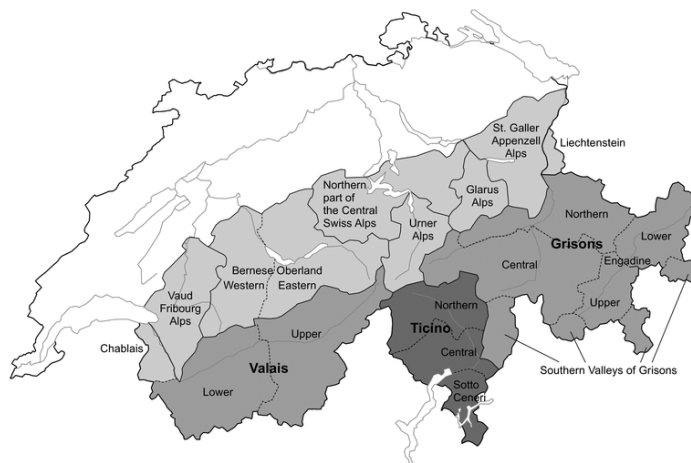 St. Galler
Appenzell
Alps
Liechtenstein
Northern
part of
the Central
Swiss Alps
Glarus
Alps
Urner
Alps
Northern
Grisons
Lower
Engadine
Central
Upper
Bernese Oberland
Western
Eastern
Vaud
Fribourg
Alps
Chablais
Upper
Valais
Lower
Northern
Ticino
Central
Sotto
Ceneri
Southern Valleys of Grisons